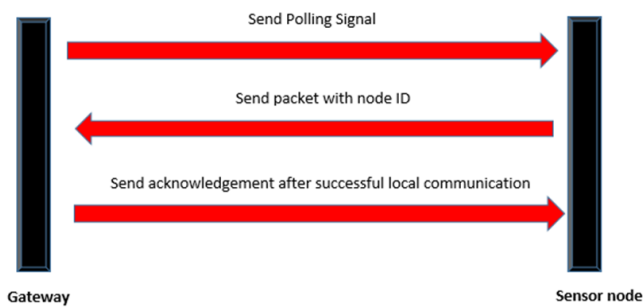 Send Polling Signal
Send packet with node ID
Send acknowledgement after successful local communication
Gateway
Sensor node